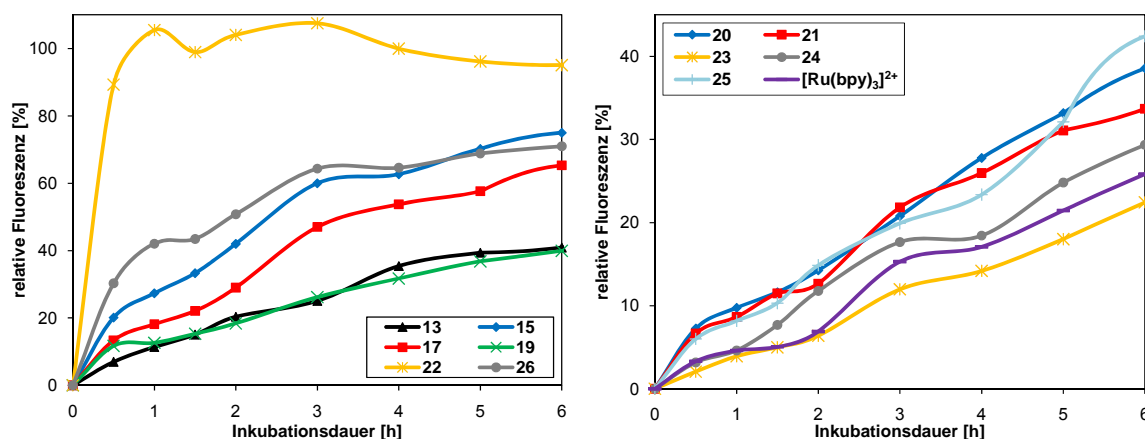 relative Fluoreszenz [%]
100
80
60
40
20
0
0 1 2 3 4 5 6
Inkubationsdauer [h]
13 15
17 19
22 26
relative Fluoreszenz [%]
40
30
20
10
0
0 1 2 3 4 5 6
Inkubationsdauer [h]
20 21
23 24
25 [Ru(bpy)₃]²⁺